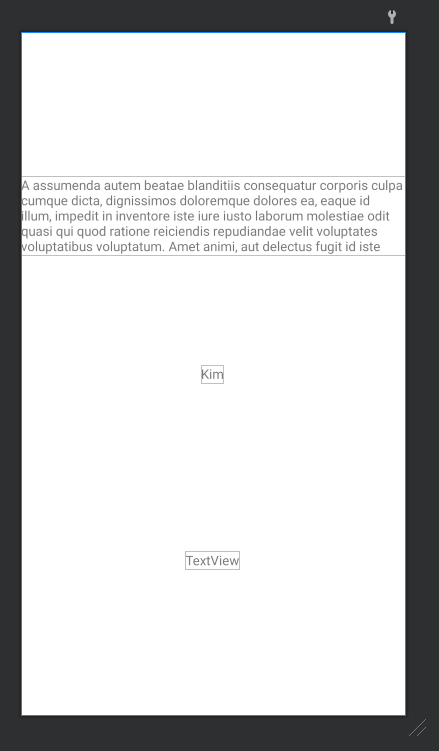 A assumenda autem beatae blanditiis consequatur corporis culpa
cumque dicta, dignissimos doloremque dolores ea, eaque id
illum, impedit in inventore iste iure iusto laborum molestiae odit
quasi qui quod ratione reiciendis repudiandae velit voluptates
voluptatibus voluptatum. Amet animi, aut delectus fugit id iste
Kim
TextView